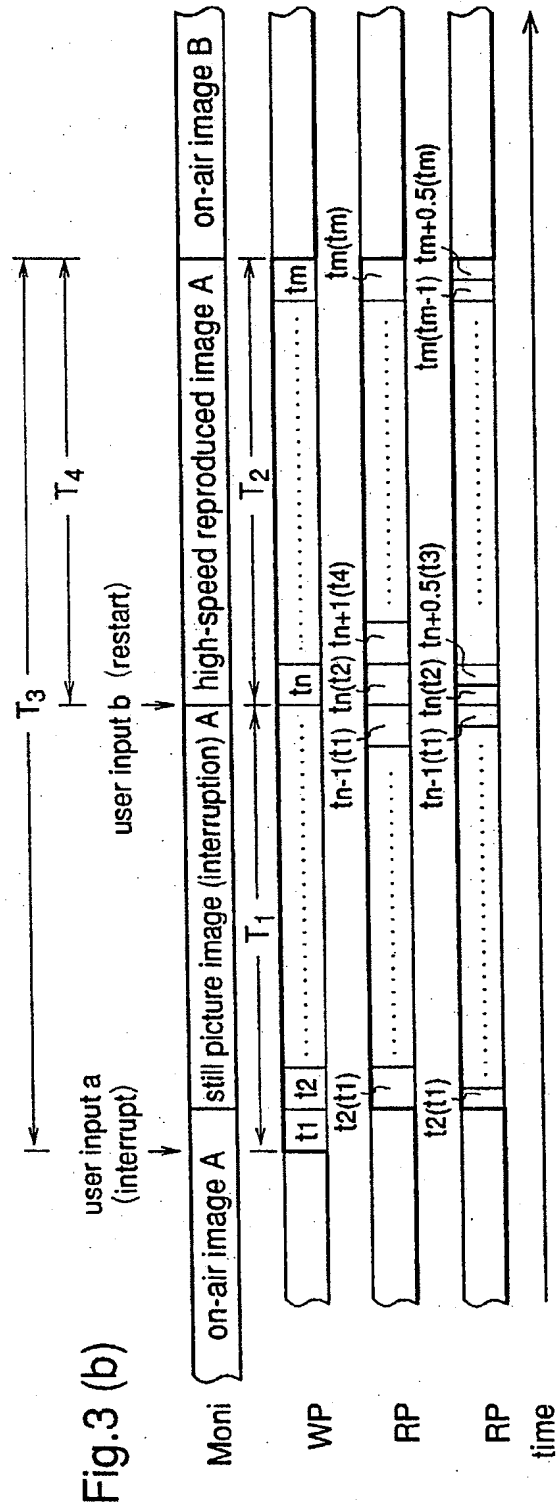 Fig.3 (b)
T3
T4
user input a
(interrupt)
user input b (restart)
Moni
on-air image A
still picture image (interruption) A
high-speed reproduced image A
on-air image B
T1
T2
WP
t1
t2
tn
tm
RP
t2(t1)
tn-1(t1)
tn(t2)
tn+1(t4)
tm(tm)
RP
t2(t1)
tn-1(t1)
tn(t2)
tn+0.5(t3)
tm(tm-1)
tm+0.5(tm)
time